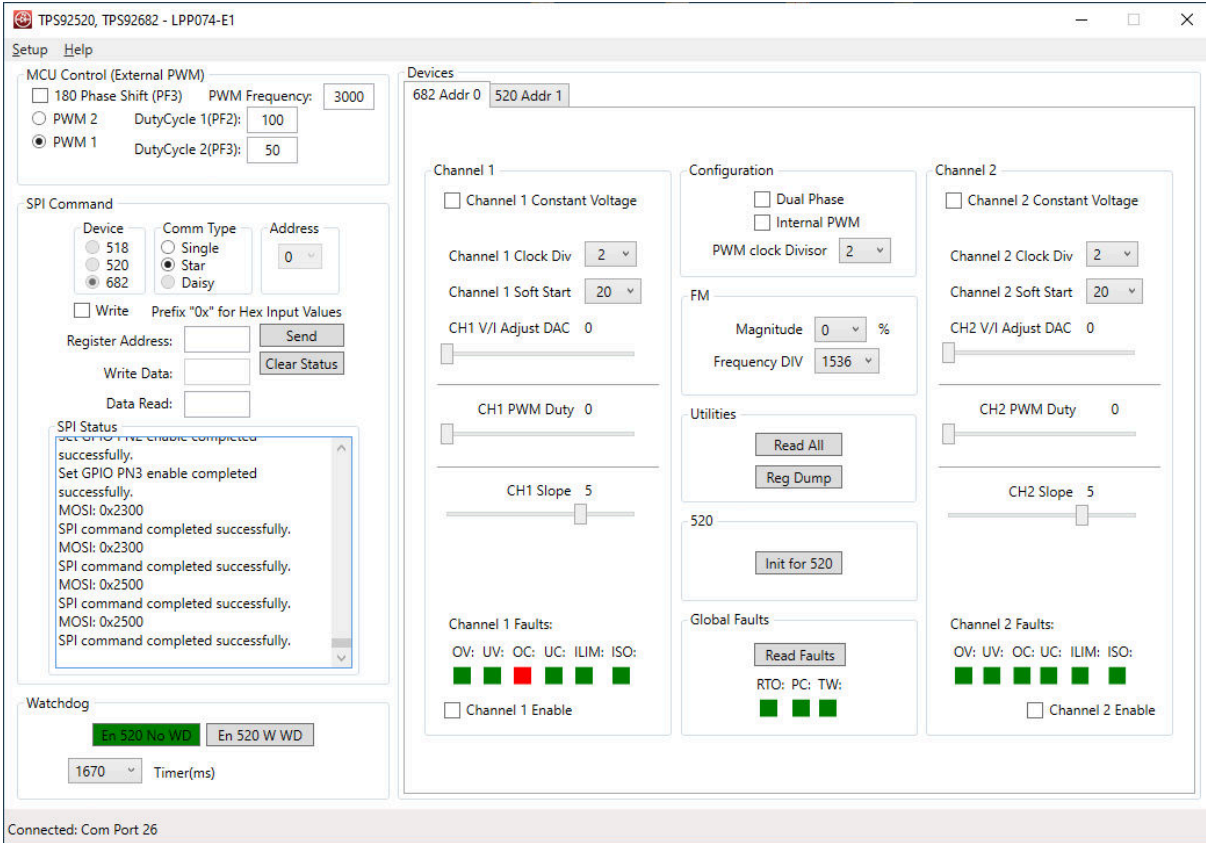 TPS92520, TPS92682 - LPP074-E1
Setup Help
MCU Control (External PWM)
180 Phase Shift (PF3) PWM Frequency: 3000
PWM 2 DutyCycle 1(PF2): 100
PWM 1 DutyCycle 2(PF3): 50
SPI Command
Device Comm Type Address
518 Single
520 Star 0
682 Daisy
Write Prefix "0x" for Hex Input Values
Register Address: Send
Write Data: Clear Status
Data Read:
SPI Status
Set GPIO PN2 enable completed
successfully.
Set GPIO PN3 enable completed
successfully.
MOSI: 0x2300
SPI command completed successfully.
MOSI: 0x2300
SPI command completed successfully.
MOSI: 0x2500
SPI command completed successfully.
MOSI: 0x2500
SPI command completed successfully.
Watchdog
En 520 No WD En 520 W WD
1670 Timer(ms)
Devices
682 Addr 0 520 Addr 1
Channel 1
Channel 1 Constant Voltage
Channel 1 Clock Div 2
Channel 1 Soft Start 20
CH1 V/I Adjust DAC 0
CH1 PWM Duty 0
CH1 Slope 5
Channel 1 Faults:
OV: UV: OC: UC: ILIM: ISO:
Channel 1 Enable
Configuration
Dual Phase
Internal PWM
PWM clock Divisor 2
FM
Magnitude 0 %
Frequency DIV 1536
Utilities
Read All
Reg Dump
520
Init for 520
Global Faults
Read Faults
RTO: PC: TW:
Channel 2
Channel 2 Constant Voltage
Channel 2 Clock Div 2
Channel 2 Soft Start 20
CH2 V/I Adjust DAC 0
CH2 PWM Duty 0
CH2 Slope 5
Channel 2 Faults:
OV: UV: OC: UC: ILIM: ISO:
Channel 2 Enable
Connected: Com Port 26